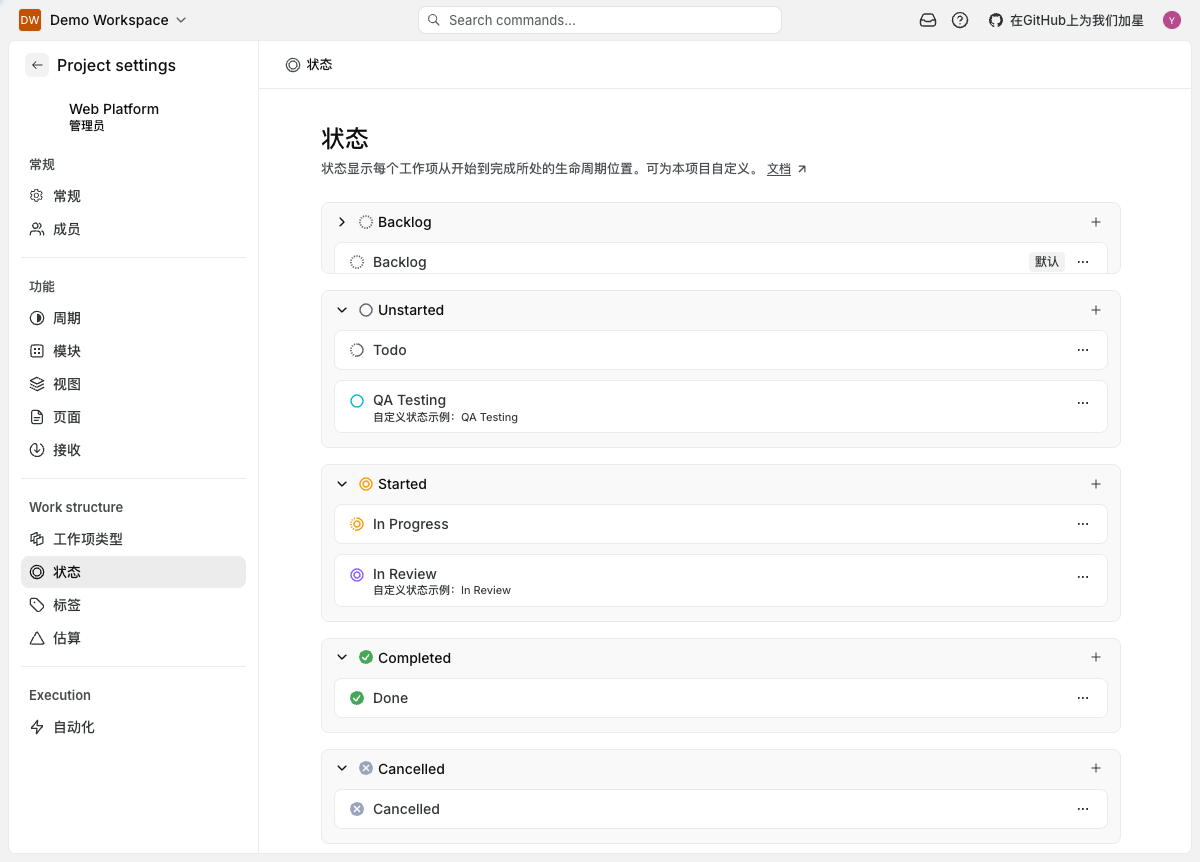 DW Demo Workspace
Search commands...
在GitHub上为我们加星
Y
Project settings
Web Platform
管理员
常规
常规
成员
功能
周期
模块
视图
页面
接收
Work structure
工作项类型
状态
标签
估算
Execution
自动化
状态
状态
状态显示每个工作项从开始到完成所处的生命周期位置。可为本项目自定义。 文档
Backlog
Backlog
默认
Unstarted
Todo
QA Testing
自定义状态示例：QA Testing
Started
In Progress
In Review
自定义状态示例：In Review
Completed
Done
Cancelled
Cancelled